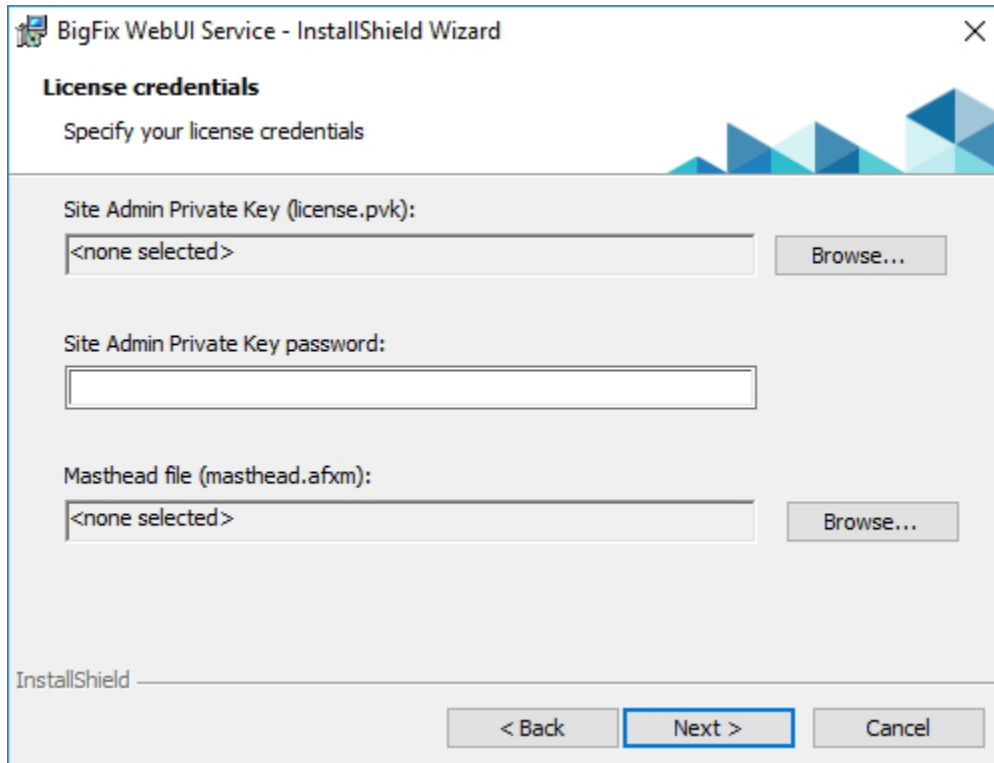 BigFix WebUI Service - InstallShield Wizard
License credentials
Specify your license credentials
Site Admin Private Key (license.pvk):
<none selected>
Browse...
Site Admin Private Key password:
Masthead file (masthead.afxm):
<none selected>
Browse...
InstallShield
< Back
Next >
Cancel